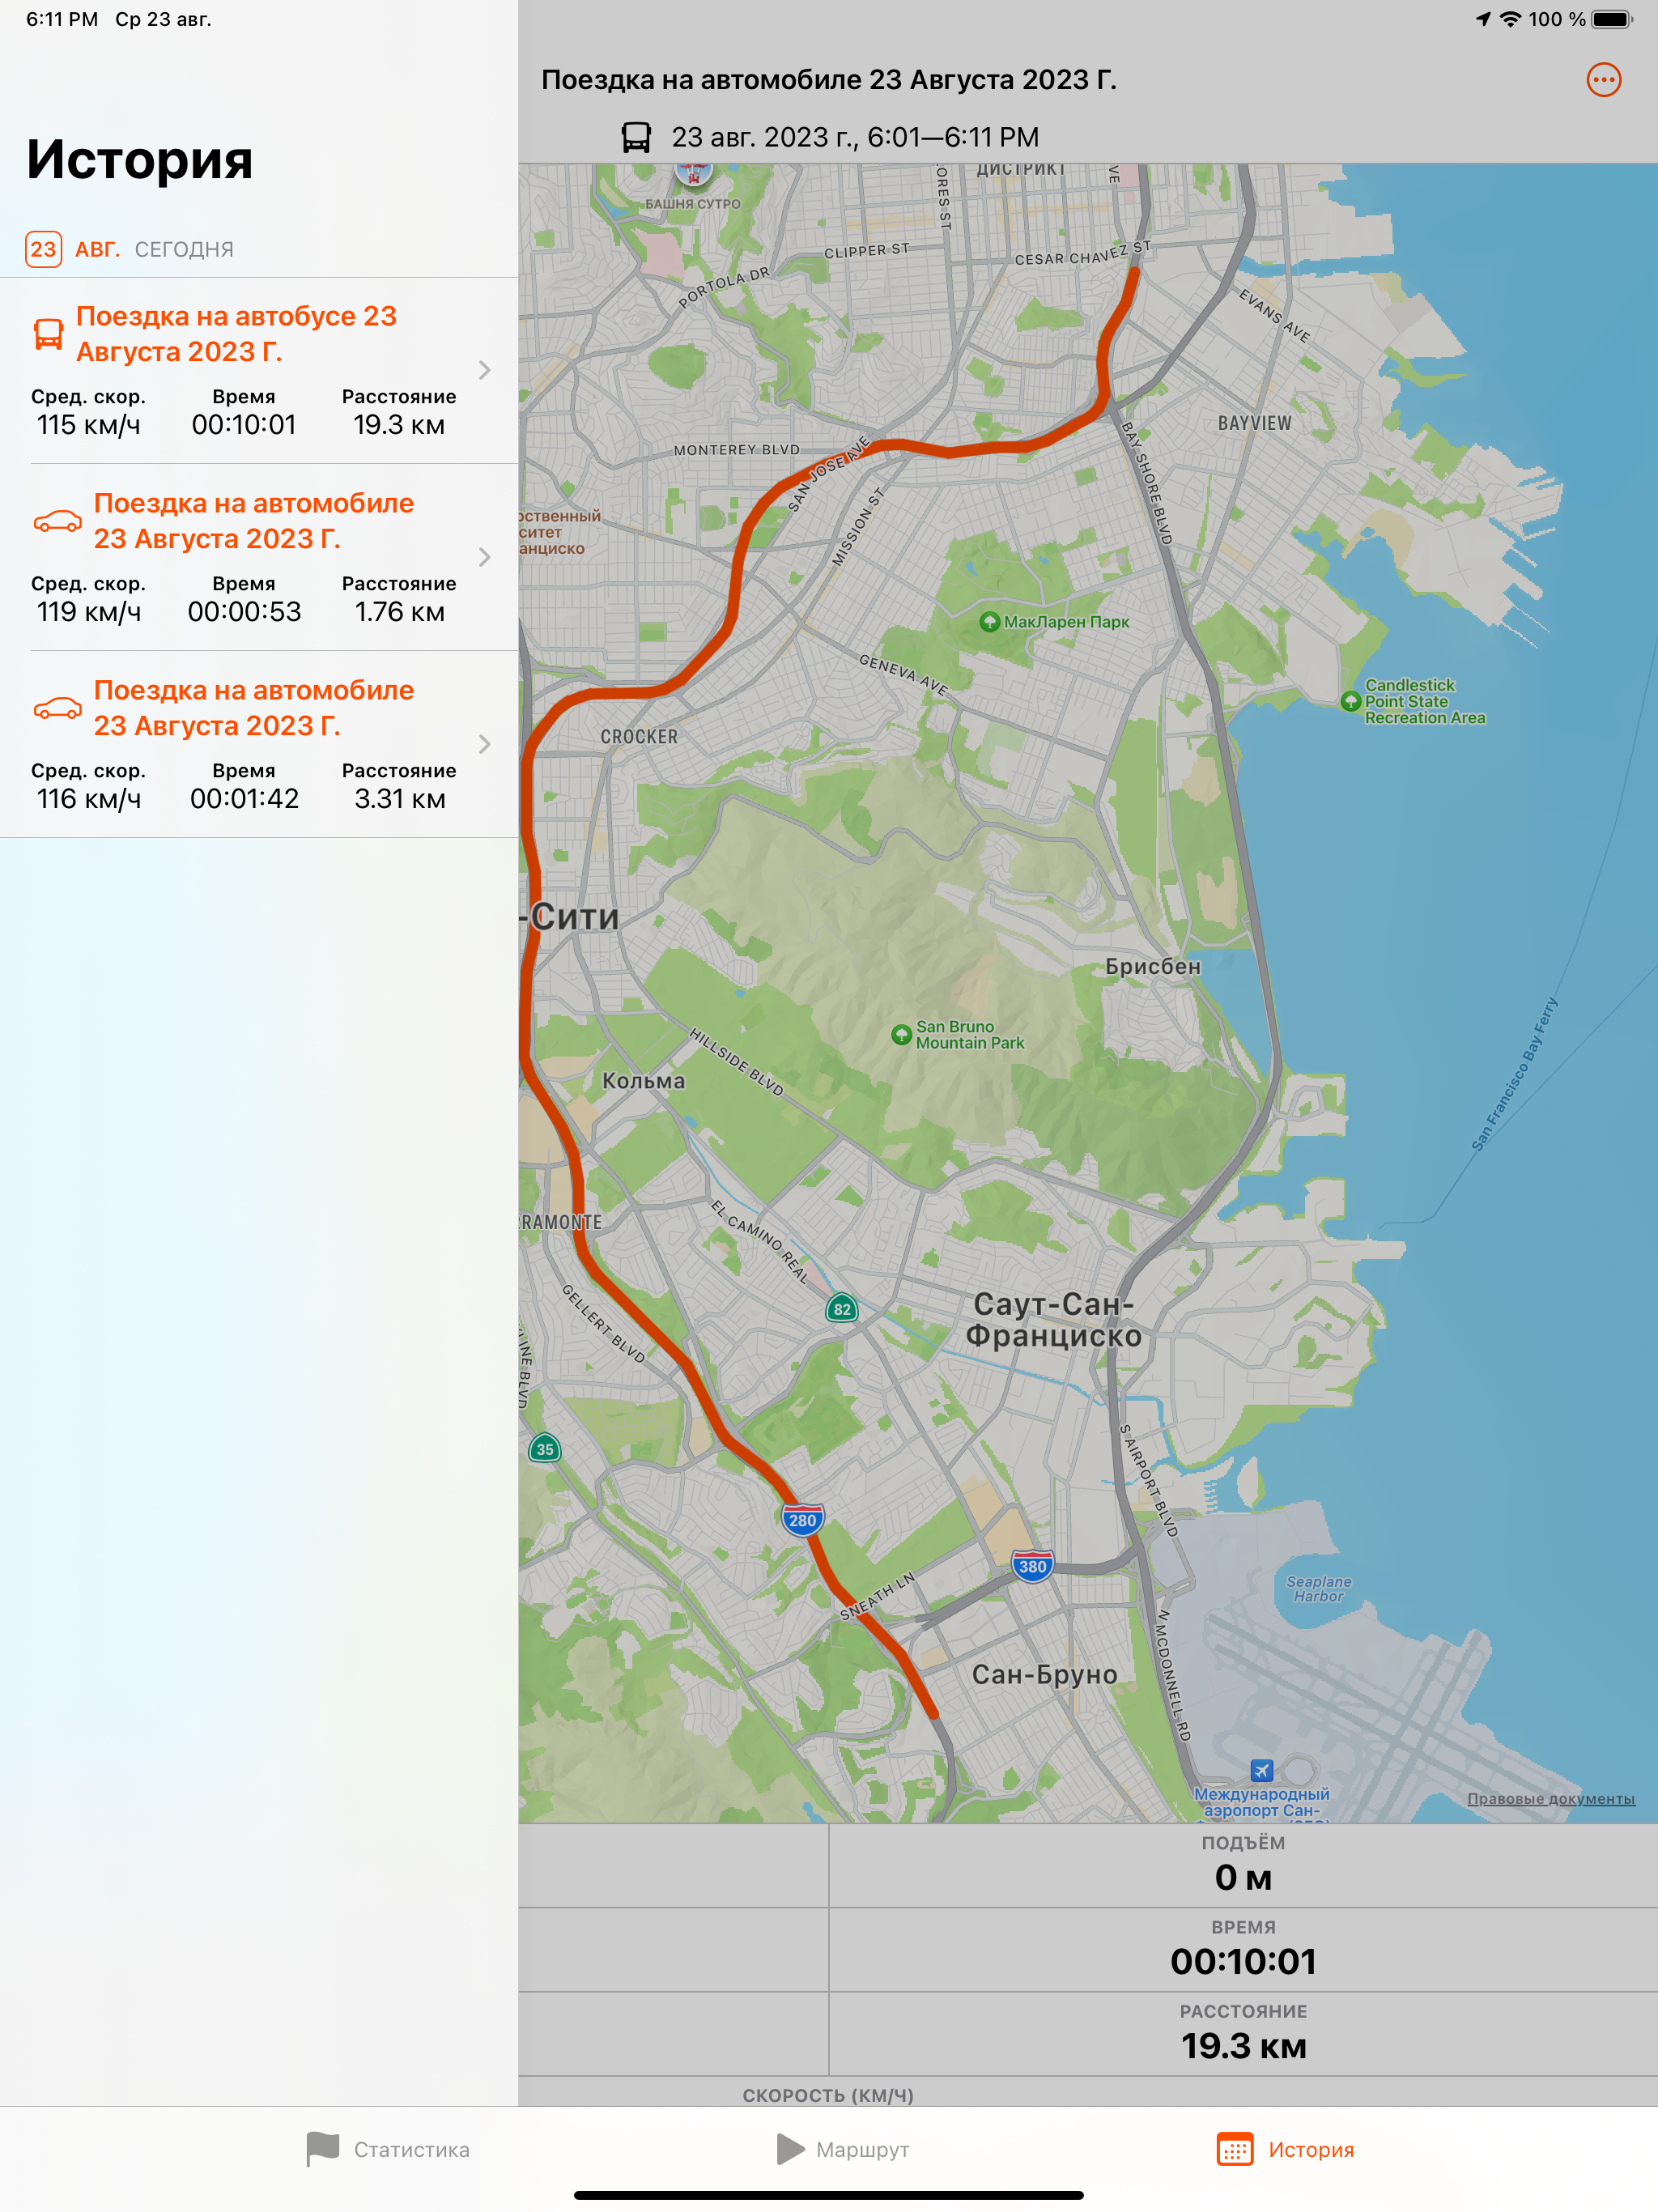 6:11 PM Ср 23 авг.
100 %
История
23 АВГ. СЕГОДНЯ
Поездка на автобусе 23
Августа 2023 Г.
Сред. скор. Время Расстояние
115 км/ч 00:10:01 19.3 км
Поездка на автомобиле
23 Августа 2023 Г.
Сред. скор. Время Расстояние
119 км/ч 00:00:53 1.76 км
Поездка на автомобиле
23 Августа 2023 Г.
Сред. скор. Время Расстояние
116 км/ч 00:01:42 3.31 км
Поездка на автомобиле 23 Августа 2023 Г.
23 авг. 2023 г., 6:01—6:11 PM
ДИСТРИКТ
БАШНЯ СУТРО
ORES ST
VE
CLIPPER ST
CESAR CHAVEZ ST
PORTOLA DR
EVANS AVE
BAYVIEW
MONTEREY BLVD
SAN JOSE AVE
BAY SHORE BLVD
MISSION ST
рственный
ситет
анциско
МакЛарен Парк
GENEVA AVE
Candlestick
Point State
Recreation Area
CROCKER
-Сити
Брисбен
San Bruno
Mountain Park
HILLSIDE BLVD
Кольма
San Francisco Bay Ferry
RRAMONTE
EL CAMINO REAL
GELLERT BLVD
82
Саут-Сан-
Франциско
LINE BLVD
35
S AIRPORT BLVD
280
380
SNEATH LN
Seaplane
Harbor
N MCDONNELL RD
Сан-Бруно
Международный
аэропорт Сан-
Правовые документы
ПОДЪЁМ
0 м
ВРЕМЯ
00:10:01
РАССТОЯНИЕ
19.3 км
СКОРОСТЬ (КМ/Ч)
Статистика
Маршрут
История